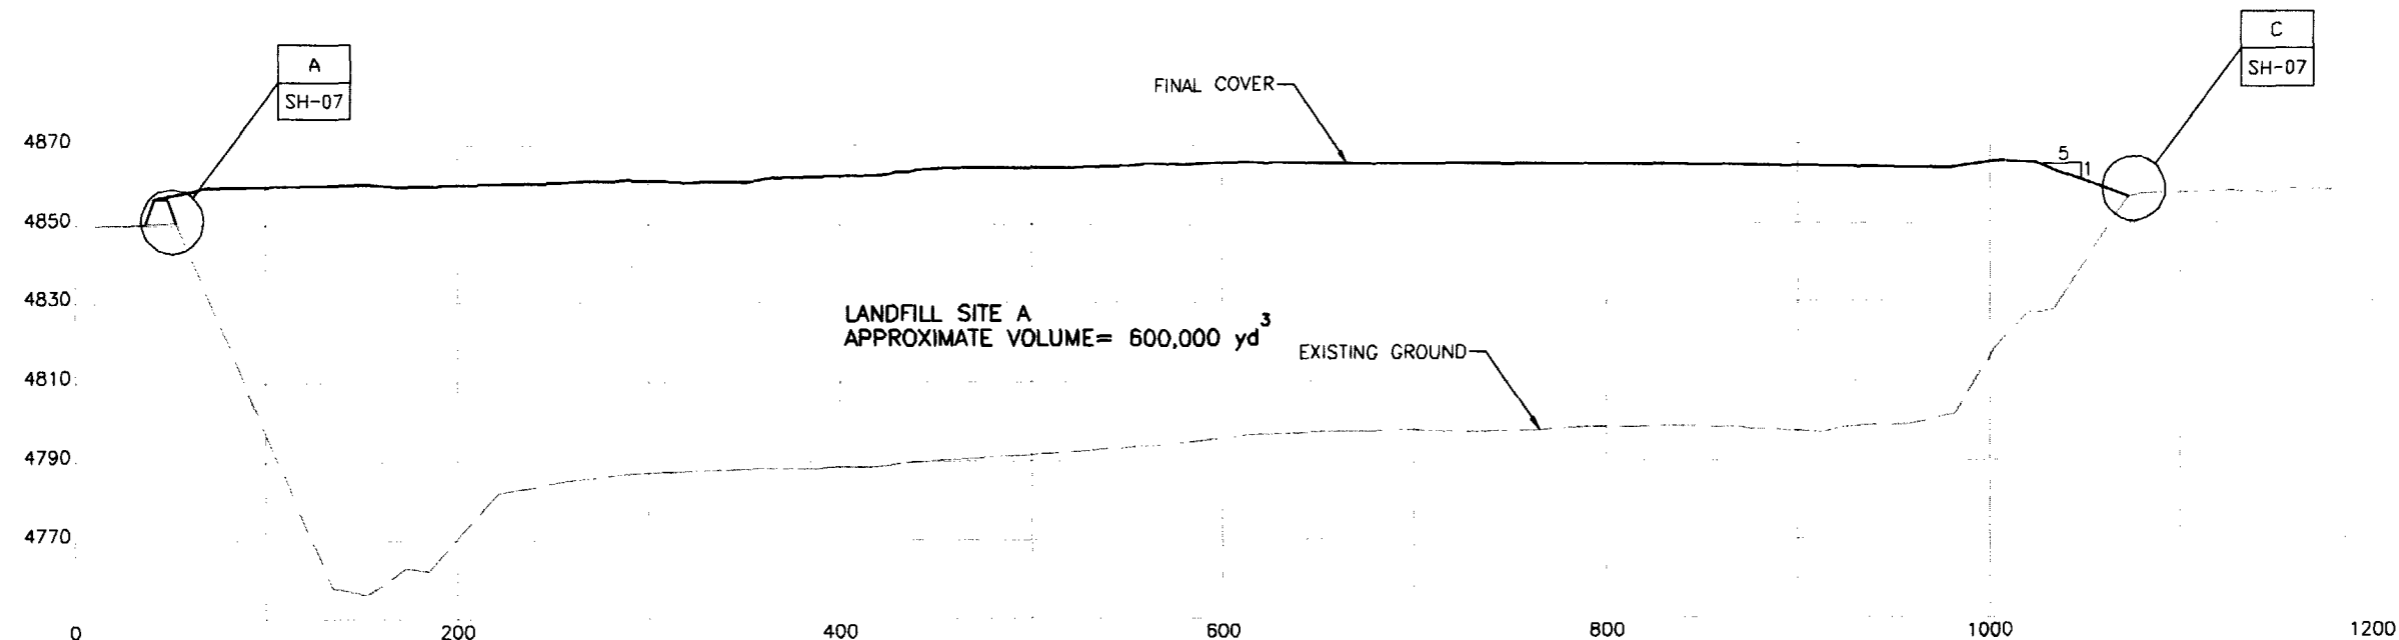 A
SH-07
C
SH-07
FINAL COVER
4870
5
1
4850
4830
LANDFILL SITE A
APPROXIMATE VOLUME= 600,000 yd³
EXISTING GROUND
4810
4790
4770
0 200 400 600 800 1000 1200